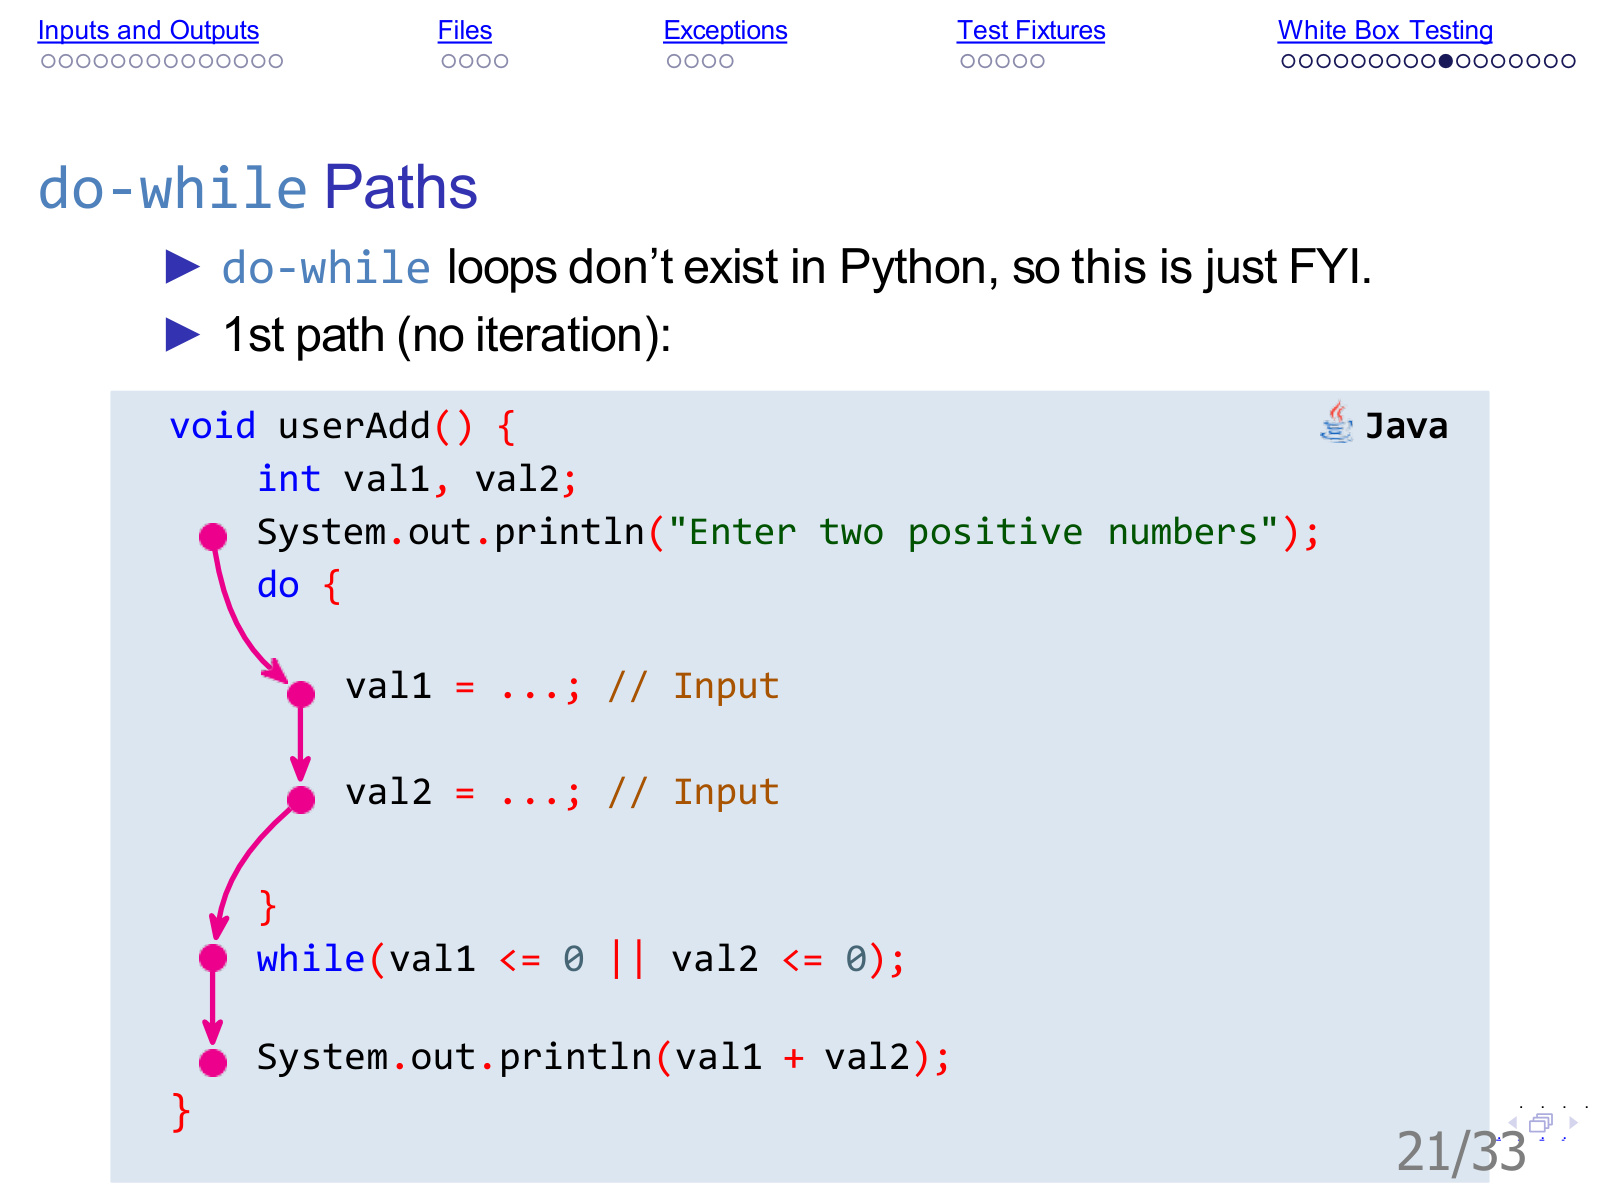 Inputs and Outputs Files Exceptions Test Fixtures White Box Testing
do-while Paths
▶ do-while loops don’t exist in Python, so this is just FYI.
▶ 1st path (no iteration):
void userAdd() { Java
int val1, val2;
System.out.println("Enter two positive numbers");
do {
val1 = ...; // Input
val2 = ...; // Input
}
while(val1 <= 0 || val2 <= 0);
System.out.println(val1 + val2);
}
21/33